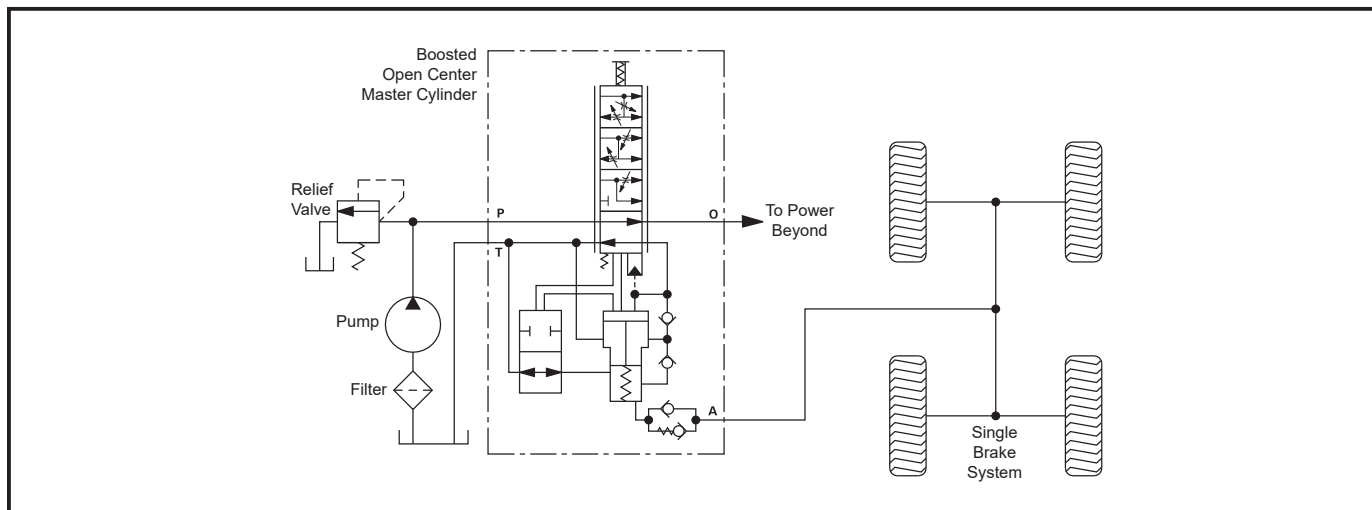 Boosted
Open Center
Master Cylinder
Relief
Valve
P
O
To Power
Beyond
T
Pump
Filter
A
Single
Brake
System